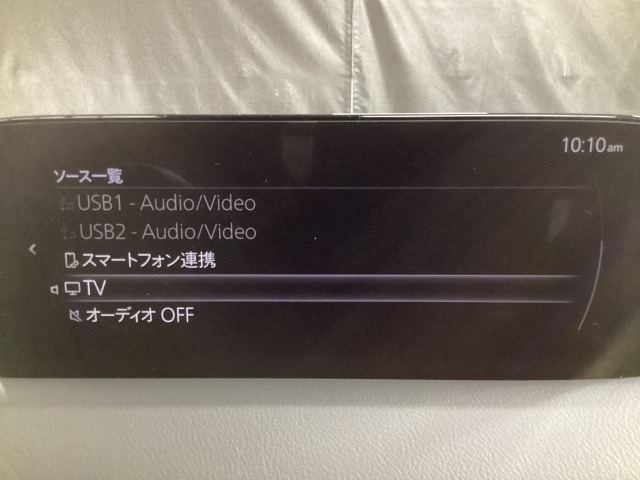 10:10am
ソース一覧
USB1 - Audio/Video
USB2 - Audio/Video
スマートフォン連携
TV
オーディオ OFF